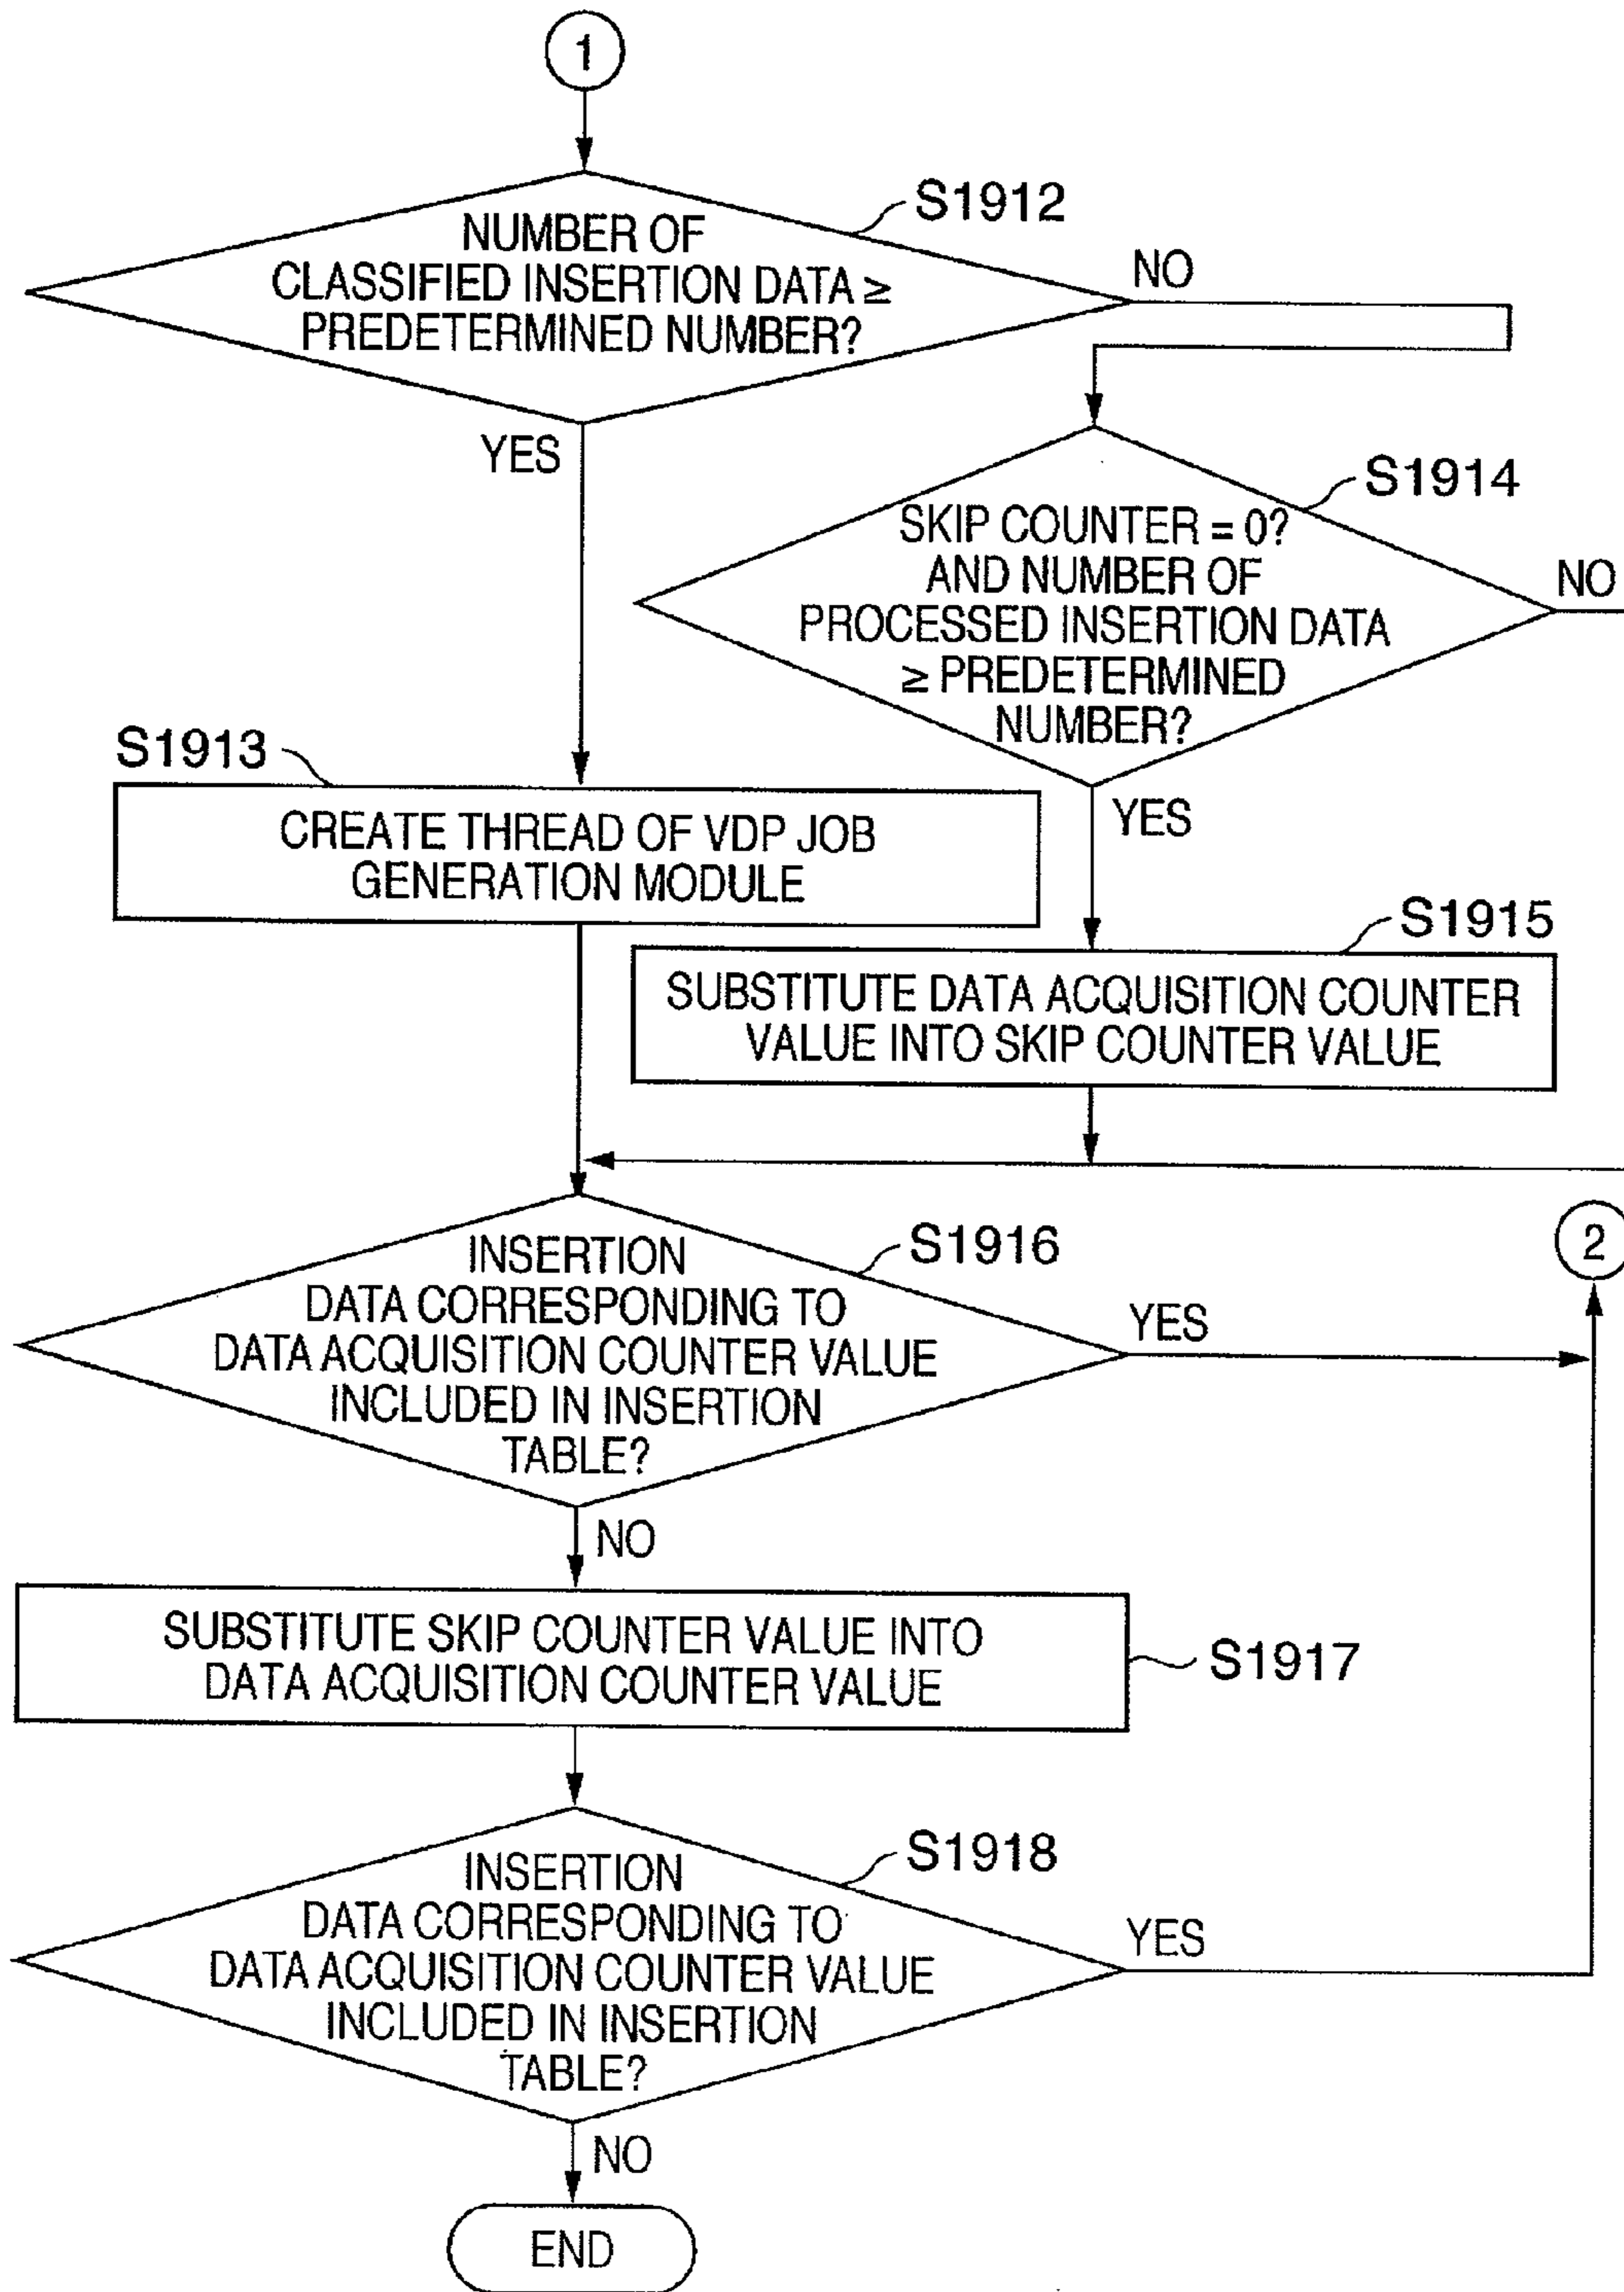 1
S1912
NUMBER OF
CLASSIFIED INSERTION DATA ≥
PREDETERMINED NUMBER?
NO
YES
S1914
SKIP COUNTER = 0?
AND NUMBER OF
PROCESSED INSERTION DATA
≥ PREDETERMINED
NUMBER?
NO
YES
S1913
CREATE THREAD OF VDP JOB
GENERATION MODULE
S1915
SUBSTITUTE DATA ACQUISITION COUNTER
VALUE INTO SKIP COUNTER VALUE
S1916
INSERTION
DATA CORRESPONDING TO
DATA ACQUISITION COUNTER VALUE
INCLUDED IN INSERTION
TABLE?
YES
2
NO
SUBSTITUTE SKIP COUNTER VALUE INTO
DATA ACQUISITION COUNTER VALUE
S1917
S1918
INSERTION
DATA CORRESPONDING TO
DATA ACQUISITION COUNTER VALUE
INCLUDED IN INSERTION
TABLE?
YES
NO
END